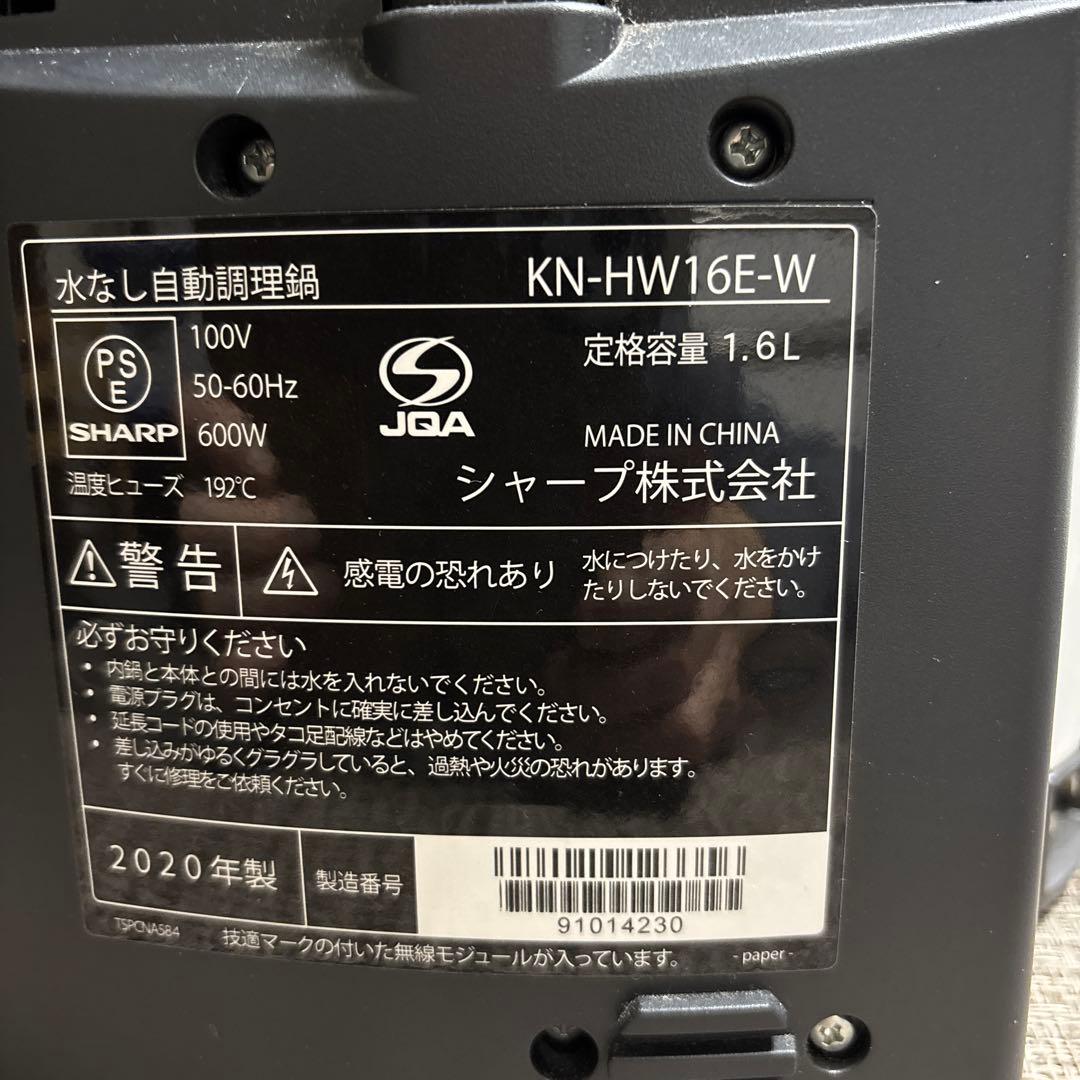 水なし自動調理鍋 KN-HW16E-W
PSE
SHARP
100V
50-60Hz
600W
JQA
定格容量 1.6L
MADE IN CHINA
温度ヒューズ 192℃
シャープ株式会社
警告
感電の恐れあり
水につけたり、水をかけ
たりしないでください。
必ずお守りください
・内鍋と本体との間には水を入れないでください。
・電源プラグは、コンセントに確実に差し込んでください。
・延長コードの使用やタコ足配線などはやめてください。
・差し込みがゆるくグラグラしていると、過熱や火災の恐れがあります。
すぐに修理をご依頼ください。
2020年製
製造番号
91014230
TSPCNA584
技適マークの付いた無線モジュールが入っています。
- paper -